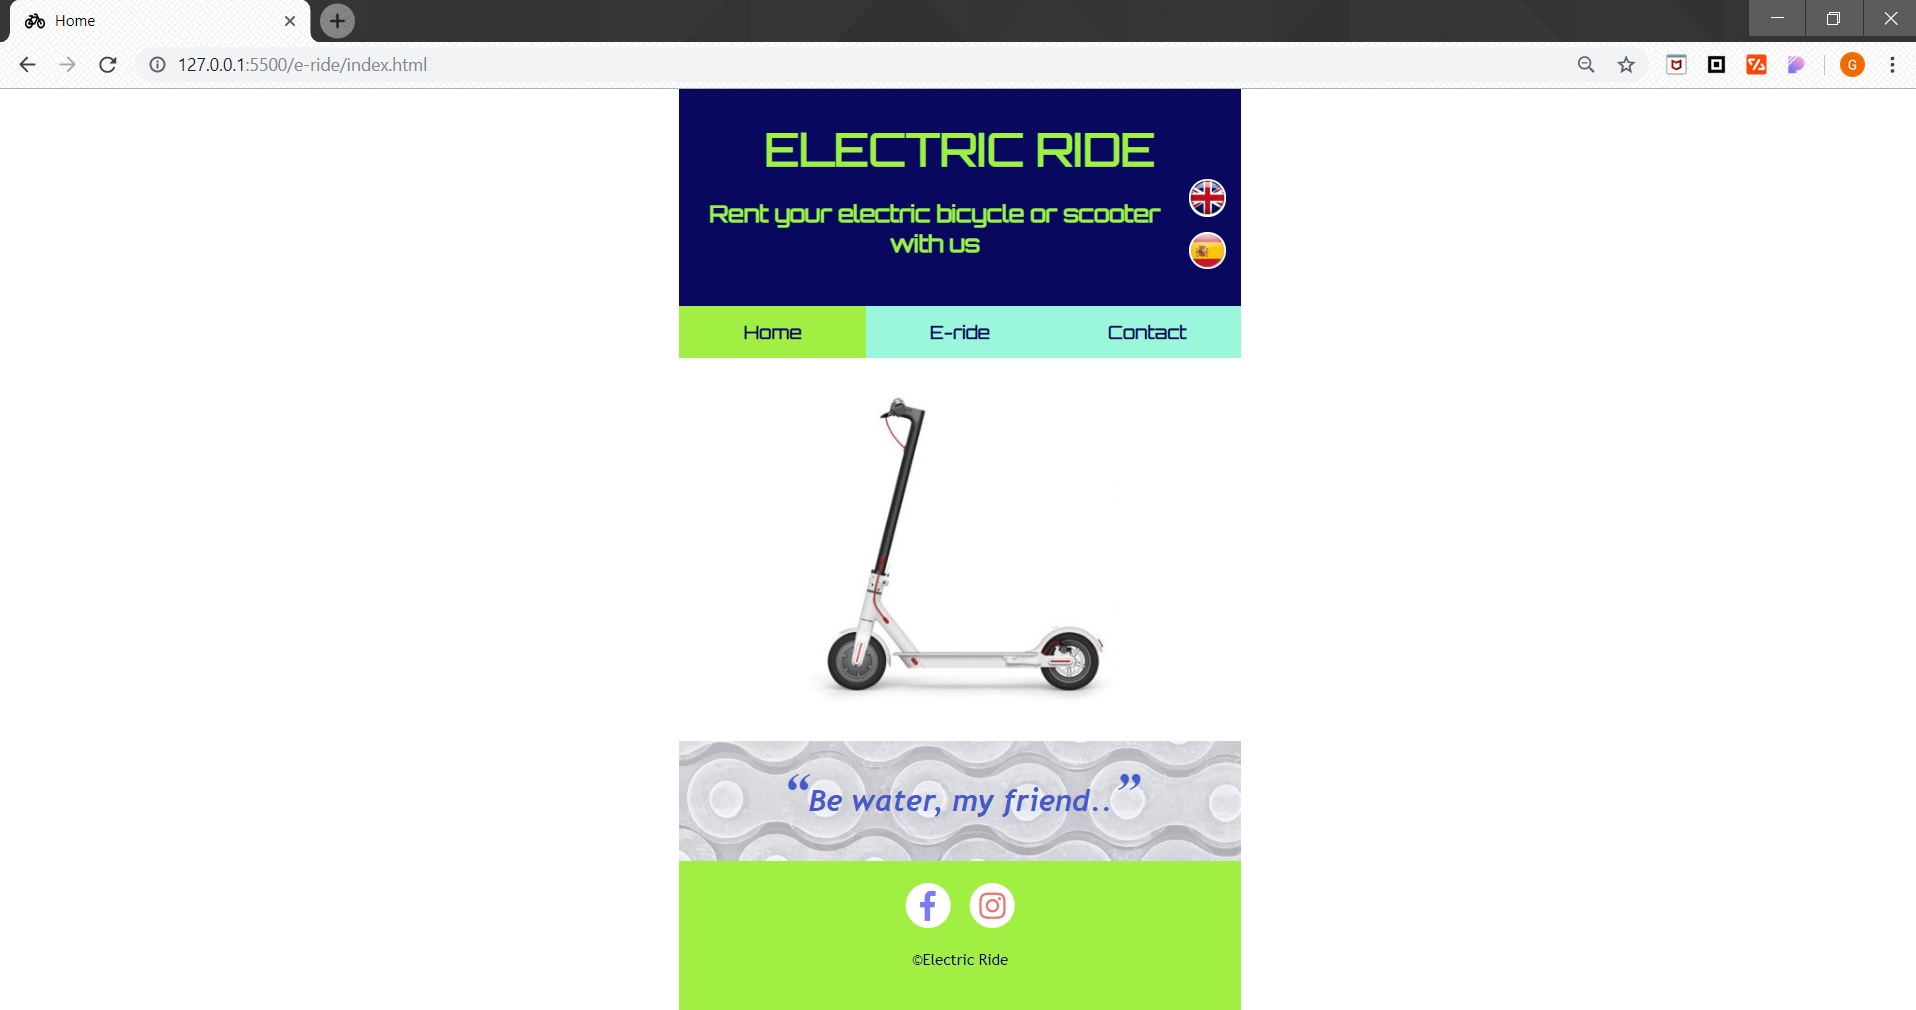 Home
127.0.0.1:5500/e-ride/index.html
G
ELECTRIC RIDE
Rent your electric bicycle or scooter
with us
Home E-ride Contact
“Be water, my friend..”
©Electric Ride